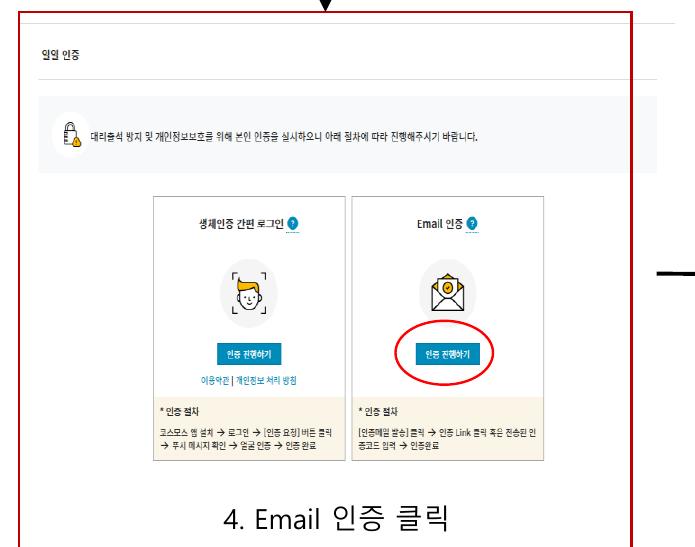 일일 인증
대리출석 방지 및 개인정보보호를 위해 본인 인증을 실시하오니 아래 절차에 따라 진행해주시기 바랍니다.
생체인증 간편 로그인 ?
Email 인증 ?
인증 진행하기
인증 진행하기
이용약관 | 개인정보 처리 방침
* 인증 절차
코스모스 앱 설치 → 로그인 → [인증 요청] 버튼 클릭
→ 푸시 메시지 확인 → 얼굴 인증 → 인증 완료
* 인증 절차
[인증메일 발송] 클릭 → 인증 Link 클릭 혹은 전송된 인
증코드 입력 → 인증완료
4. Email 인증 클릭